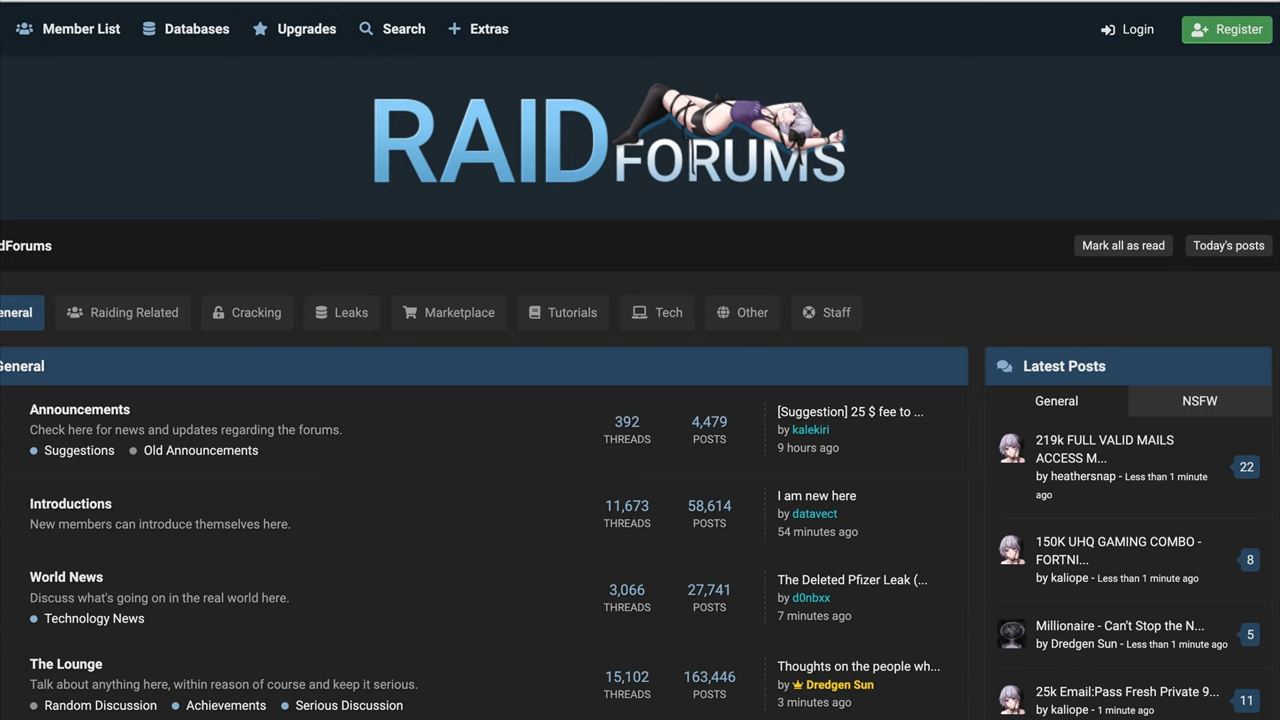 Member List Databases Upgrades Search Extras Login Register
RAIDFORUMS
dForums Mark all as read Today's posts
eneral Raiding Related Cracking Leaks Marketplace Tutorials Tech Other Staff
General
Announcements
Check here for news and updates regarding the forums.
Suggestions Old Announcements
392
THREADS
4,479
POSTS
[Suggestion] 25 $ fee to ...
by kalekiri
9 hours ago
Introductions
New members can introduce themselves here.
11,673
THREADS
58,614
POSTS
I am new here
by datavect
54 minutes ago
World News
Discuss what's going on in the real world here.
Technology News
3,066
THREADS
27,741
POSTS
The Deleted Pfizer Leak (...
by d0nbxx
7 minutes ago
The Lounge
Talk about anything here, within reason of course and keep it serious.
Random Discussion Achievements Serious Discussion
15,102
THREADS
163,446
POSTS
Thoughts on the people wh...
by Dredgen Sun
3 minutes ago
Latest Posts
General NSFW
219k FULL VALID MAILS
ACCESS M...
by heathersnap - Less than 1 minute
ago
22
150K UHQ GAMING COMBO -
FORTNI...
by kaliope - Less than 1 minute ago
8
Millionaire - Can't Stop the N...
by Dredgen Sun - Less than 1 minute ago
5
25k Email:Pass Fresh Private 9...
by kaliope - 1 minute ago
11